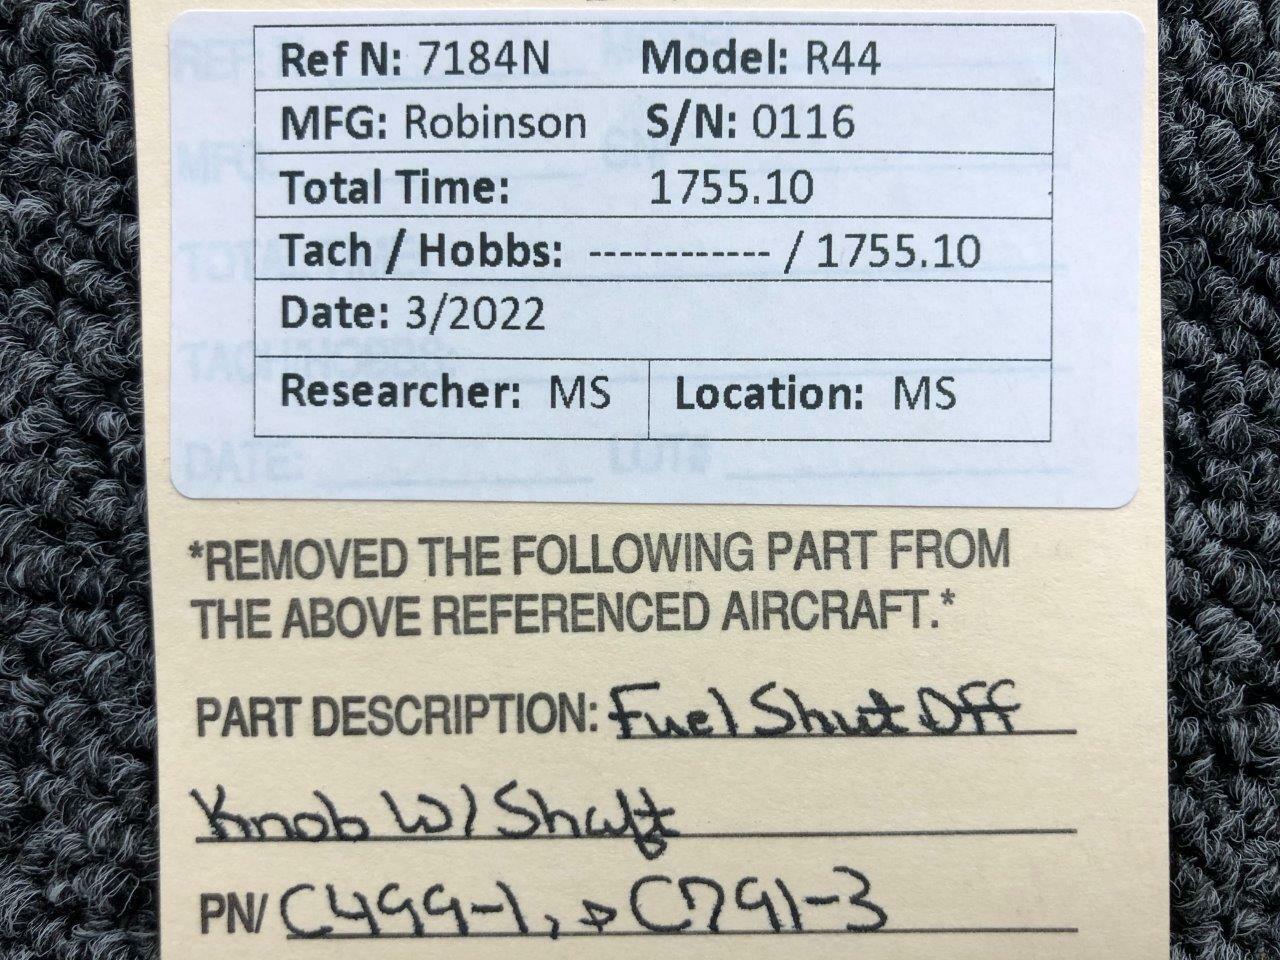 Ref N: 7184N Model: R44
MFG: Robinson S/N: 0116
Total Time: 1755.10
Tach / Hobbs: ------------ / 1755.10
Date: 3/2022
Researcher: MS Location: MS
DATE: LOT#
*REMOVED THE FOLLOWING PART FROM
THE ABOVE REFERENCED AIRCRAFT.*
PART DESCRIPTION: Fuel Shut Off
Knob W/ Shaft
PN/ C499-1, C791-3